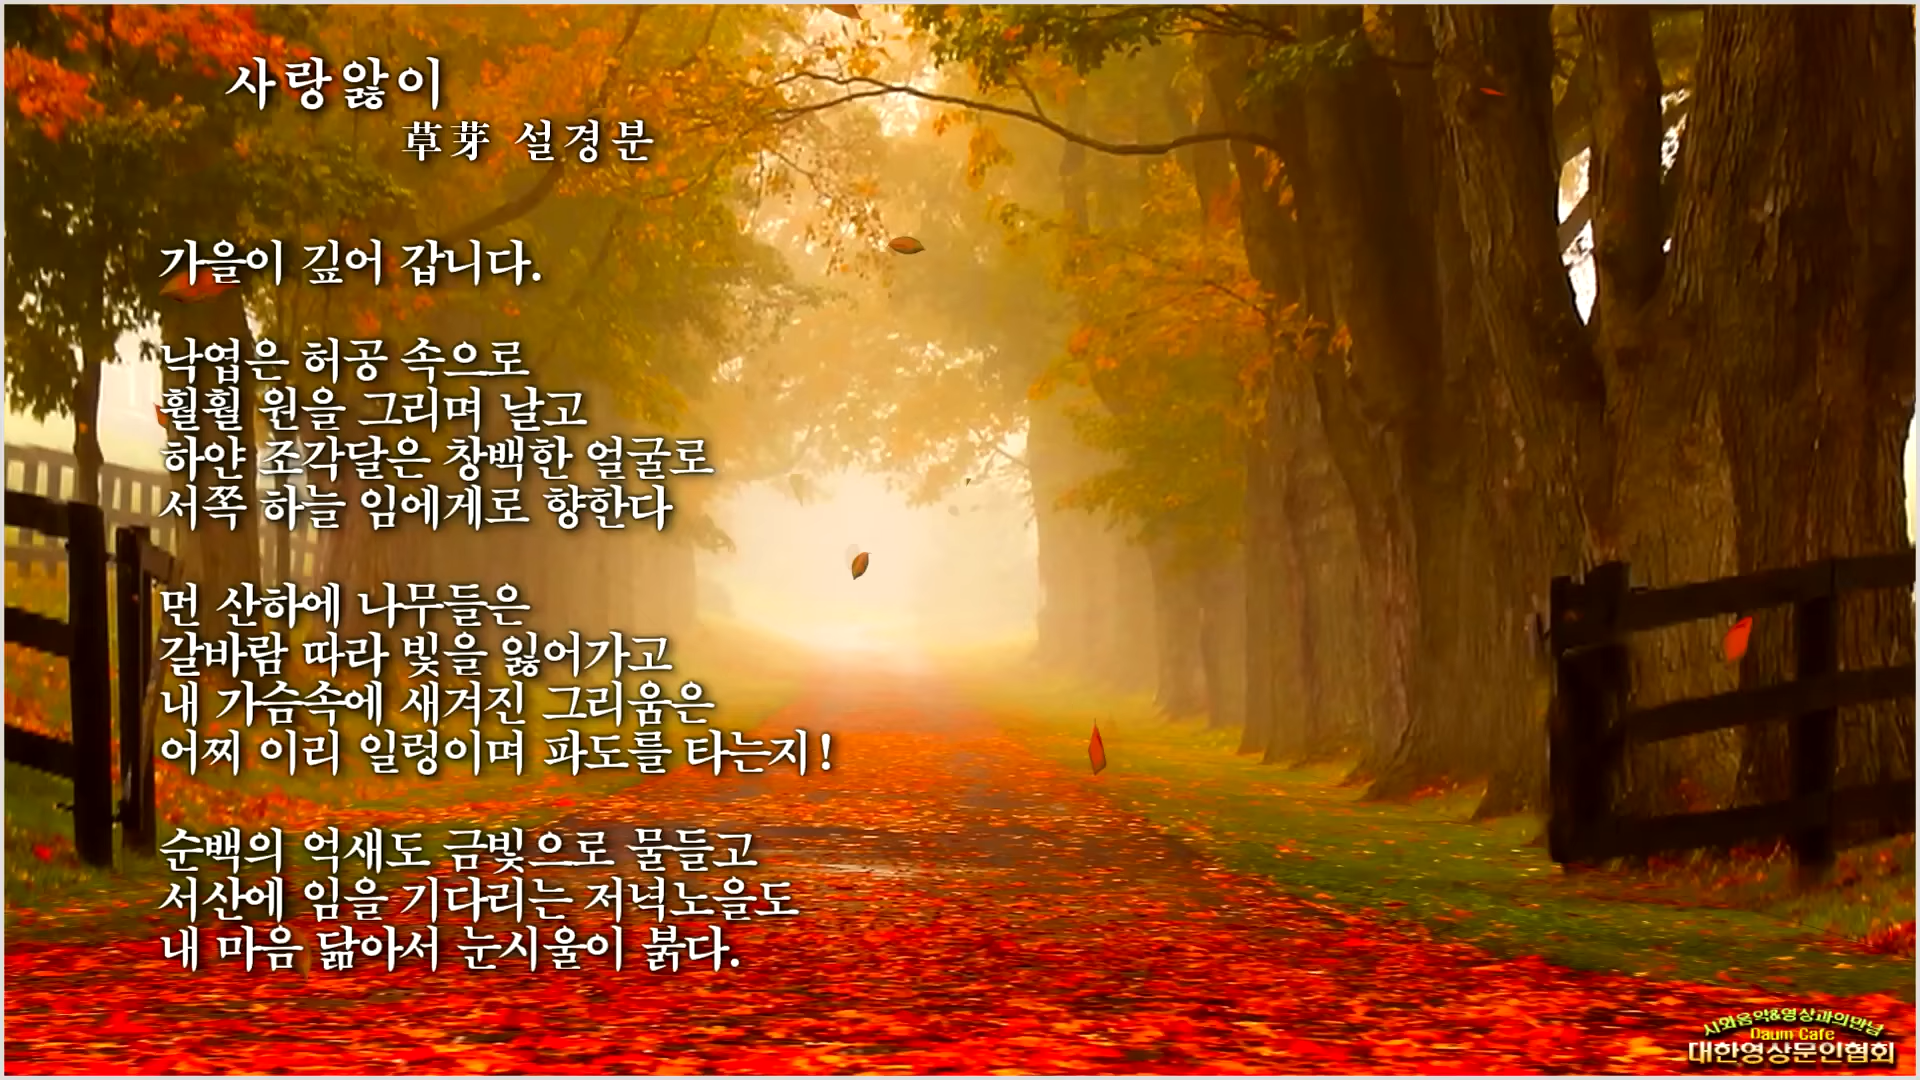 사랑앓이
草芽 설경분
가을이 깊어 갑니다.
낙엽은 허공 속으로
훨훨 원을 그리며 날고
하얀 조각달은 창백한 얼굴로
서쪽 하늘 임에게로 향한다
먼 산하에 나무들은
갈바람 따라 빛을 잃어가고
내 가슴속에 새겨진 그리움은
어찌 이리 일렁이며 파도를 타는지!
순백의 억새도 금빛으로 물들고
서산에 임을 기다리는 저녁노을도
내 마음 닮아서 눈시울이 붉다.
시와음악&영상과의만남
Daum Cafe
대한영상문인협회